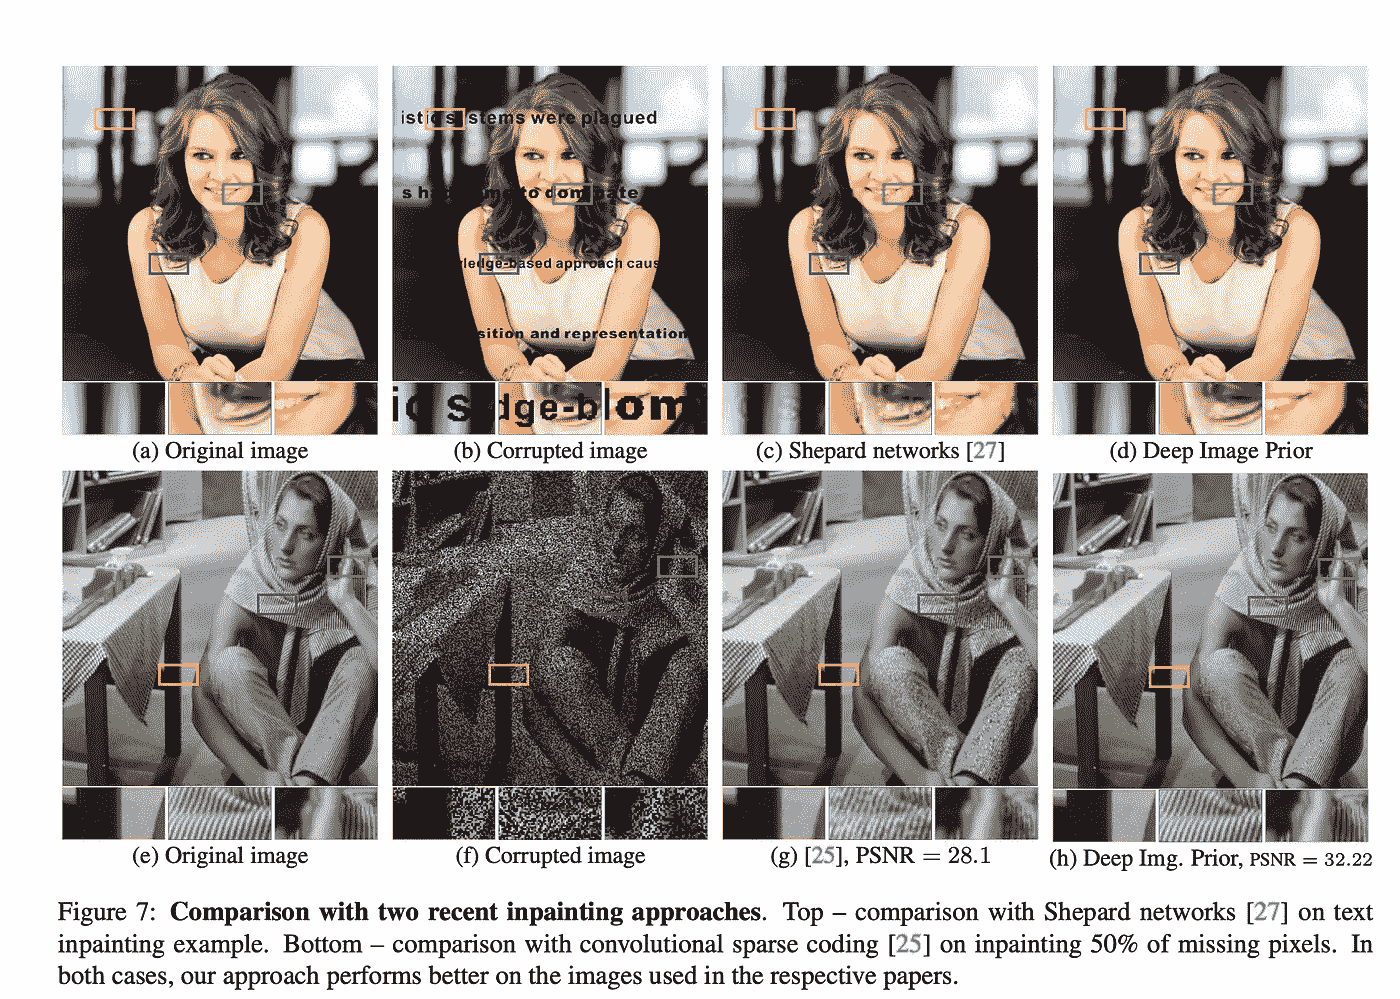 istic s stems were plagued
s ha me to dom nate
ledge-based approach caus
sition and representation
ic s dge-bl om
(a) Original image
(b) Corrupted image
(c) Shepard networks [27]
(d) Deep Image Prior
(e) Original image
(f) Corrupted image
(g) [25], PSNR = 28.1
(h) Deep Img. Prior, PSNR = 32.22
Figure 7: Comparison with two recent inpainting approaches. Top – comparison with Shepard networks [27] on text
inpainting example. Bottom – comparison with convolutional sparse coding [25] on inpainting 50% of missing pixels. In
both cases, our approach performs better on the images used in the respective papers.